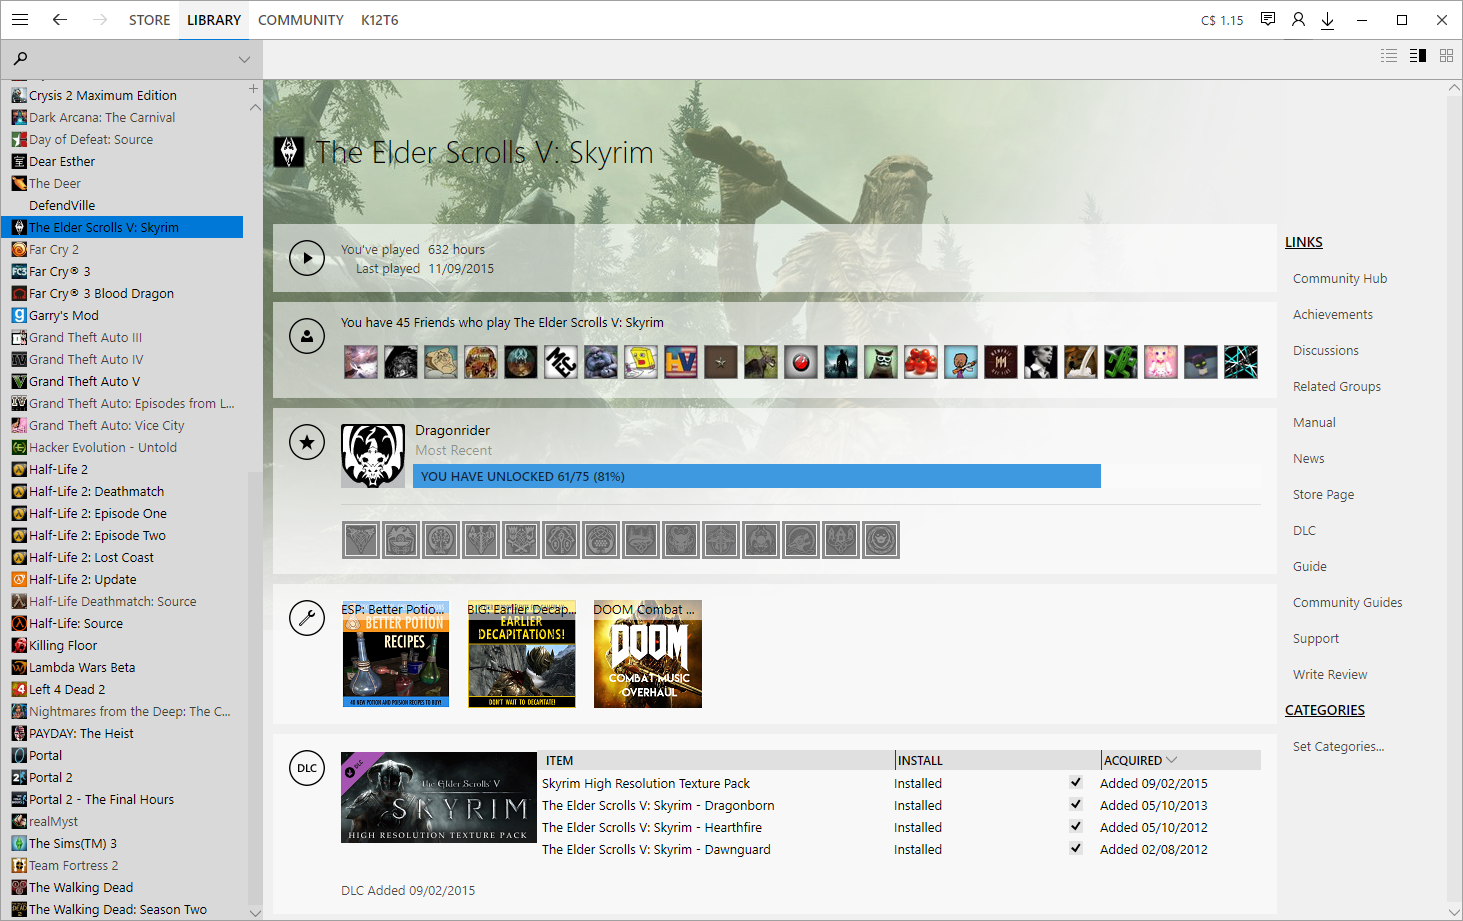 STORE LIBRARY COMMUNITY K12T6 C$ 1.15
Crysis 2 Maximum Edition
Dark Arcana: The Carnival
Day of Defeat: Source
Dear Esther
The Deer
DefendVille
The Elder Scrolls V: Skyrim
Far Cry 2
Far Cry® 3
Far Cry® 3 Blood Dragon
Garry's Mod
Grand Theft Auto III
Grand Theft Auto IV
Grand Theft Auto V
Grand Theft Auto: Episodes from L...
Grand Theft Auto: Vice City
Hacker Evolution - Untold
Half-Life 2
Half-Life 2: Deathmatch
Half-Life 2: Episode One
Half-Life 2: Episode Two
Half-Life 2: Lost Coast
Half-Life 2: Update
Half-Life Deathmatch: Source
Half-Life: Source
Killing Floor
Lambda Wars Beta
Left 4 Dead 2
Nightmares from the Deep: The C...
PAYDAY: The Heist
Portal
Portal 2
Portal 2 - The Final Hours
realMyst
The Sims(TM) 3
Team Fortress 2
The Walking Dead
The Walking Dead: Season Two
The Elder Scrolls V: Skyrim
You've played 632 hours
Last played 11/09/2015
You have 45 Friends who play The Elder Scrolls V: Skyrim
Dragonrider
Most Recent
YOU HAVE UNLOCKED 61/75 (81%)
ESP: Better Potio...
BETTER POTION
RECIPES
40 NEW POTION AND POISION RECIPES TO BUY!
BIG: Earlier Decap...
EARLIER
DECAPITATIONS!
DON'T WAIT TO DECAPITATE!
DOOM Combat ...
DOOM
COMBAT MUSIC
OVERHAUL
DLC
DLC
The Elder Scrolls V
SKYRIM
HIGH RESOLUTION TEXTURE PACK
ITEM INSTALL ACQUIRED
Skyrim High Resolution Texture Pack Installed Added 09/02/2015
The Elder Scrolls V: Skyrim - Dragonborn Installed Added 05/10/2013
The Elder Scrolls V: Skyrim - Hearthfire Installed Added 05/10/2012
The Elder Scrolls V: Skyrim - Dawnguard Installed Added 02/08/2012
DLC Added 09/02/2015
LINKS
Community Hub
Achievements
Discussions
Related Groups
Manual
News
Store Page
DLC
Guide
Community Guides
Support
Write Review
CATEGORIES
Set Categories...